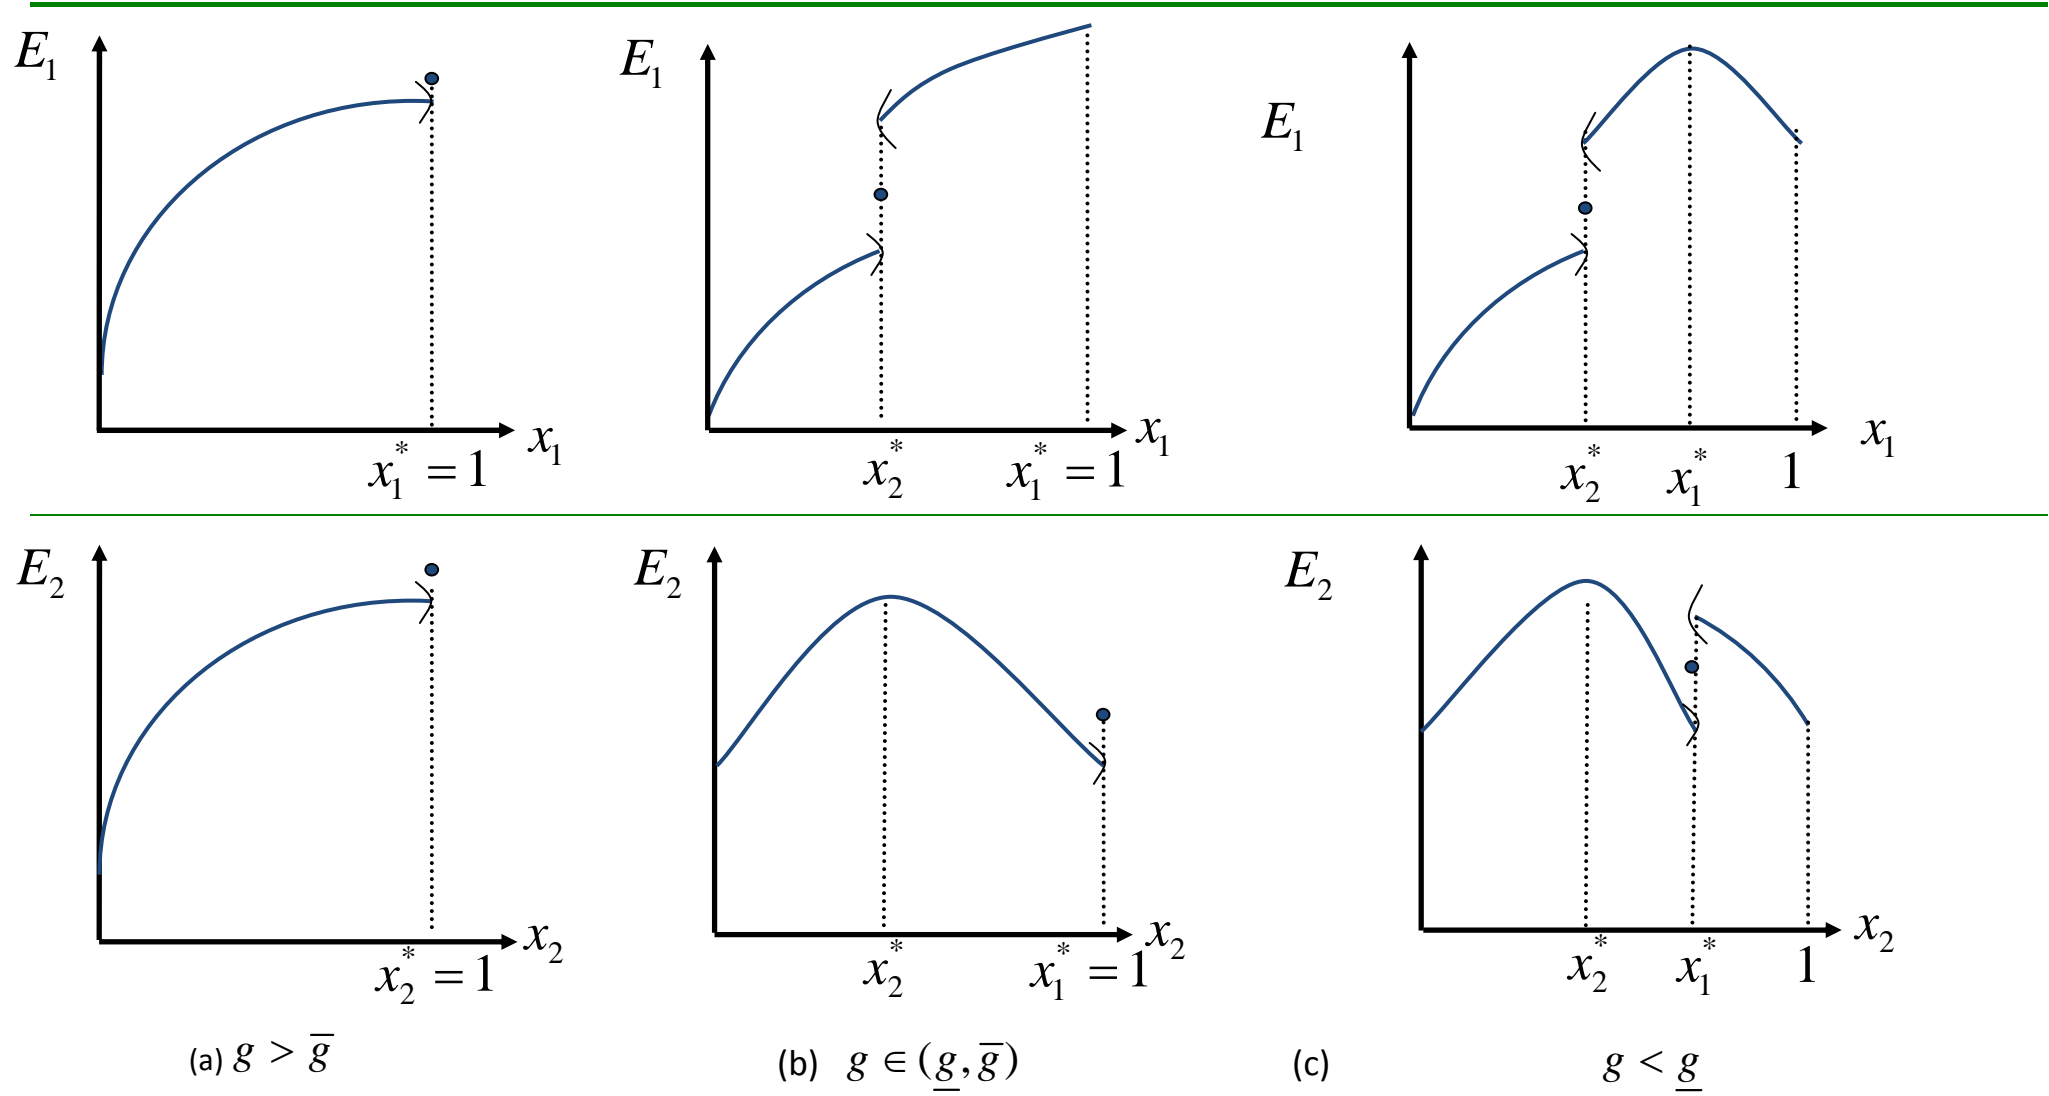 E₁ E₁ E₁
x₁ x₁ x₁
x₁* = 1 x₂* x₁* = 1 x₂* x₁* 1
E₂ E₂ E₂
x₂ x₂ x₂
x₂* = 1 x₂* x₁* = 1 x₂* x₁* 1
(a) g > g̅ (b) g ∈ (g̲, g̅) (c) g < g̲